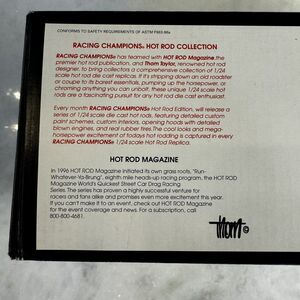 CONFORMS TO SAFETY REQUIREMENTS OF ASTM F963-96a
RACING CHAMPIONS® HOT ROD COLLECTION
RACING CHAMPIONS® has teamed with HOT ROD Magazine, the
premier hot rod publication, and Thom Taylor, renowned hot rod
designer, to bring collectors a comprehensive collection of 1/24
scale hot rod die cast replicas. If it's stripping down an old roadster
or coupe to its barest essentials, pumping up the horsepower, or
chroming anything you can unbolt, these unique 1/24 scale hot
rods are a fascinating pursuit for any hot rod die cast enthusiast.
Every month RACING CHAMPIONS®, Hot Rod Edition, will release a
series of 1/24 scale die cast hot rods, featuring detailed custom
paint schemes, custom interiors, opening hoods with detailed
blown engines, and real rubber tires. The cool looks and mega-
horsepower excitement of todays hot rodding is captured in every
RACING CHAMPIONS® 1/24 scale Hot Rod Replica.
HOT ROD MAGAZINE
In 1996 HOT ROD Magazine initiated its own grass roots, "Run-
Whatever-Ya-Brung", eighth mile heads-up racing program, the HOT ROD
Magazine World's Quickest Street Car Drag Racing
Series. The series has proven a highly successful venture for
racers and fans alike and promises even more excitement this year.
If you can't make it to an event, check out HOT ROD Magazine
for the event coverage and news. For a subscription, call
800-800-4681.
Thom